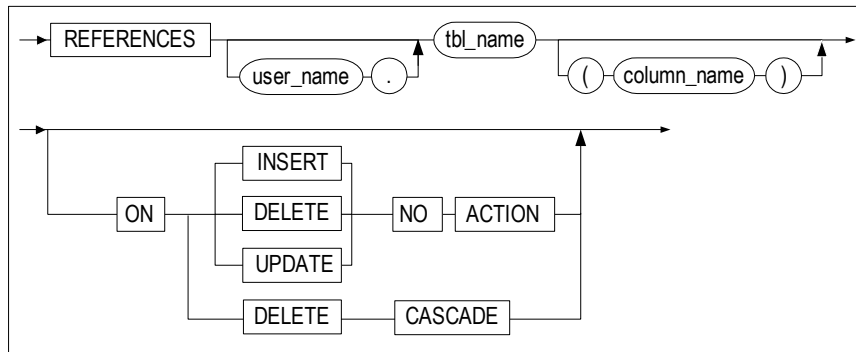 REFERENCES user_name . tbl_name ( column_name )
INSERT
ON DELETE NO ACTION
UPDATE
DELETE CASCADE